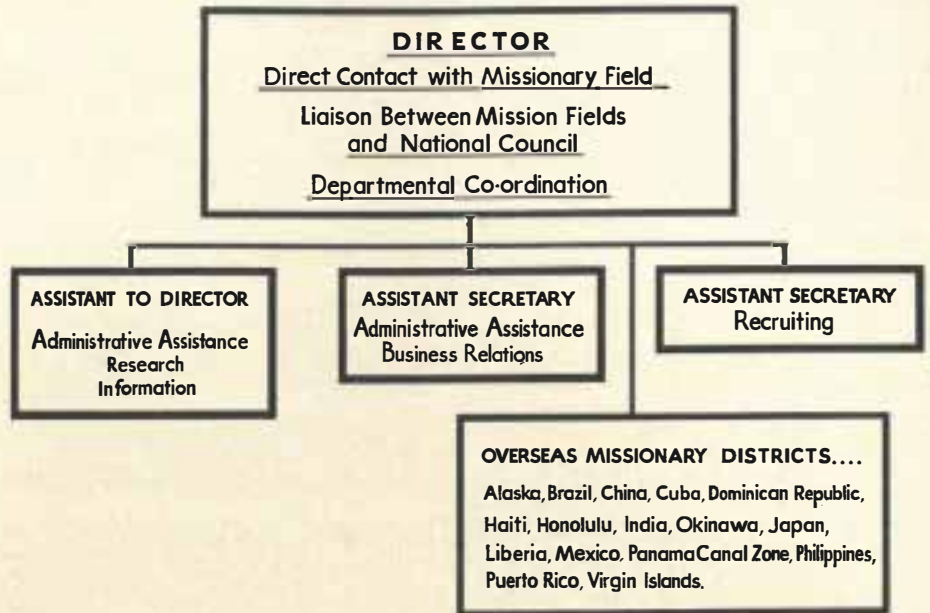 DIRECTOR
Direct Contact with Missionary Field
Liaison Between Mission Fields
and National Council
Departmental Co-ordination
ASSISTANT TO DIRECTOR
Administrative Assistance
Research
Information
ASSISTANT SECRETARY
Administrative Assistance
Business Relations
ASSISTANT SECRETARY
Recruiting
OVERSEAS MISSIONARY DISTRICTS....
Alaska, Brazil, China, Cuba, Dominican Republic,
Haiti, Honolulu, India, Okinawa, Japan,
Liberia, Mexico, Panama Canal Zone, Philippines,
Puerto Rico, Virgin Islands.